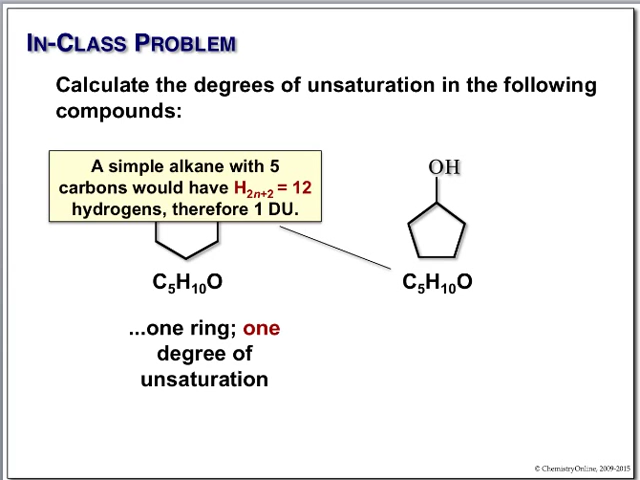 IN-CLASS PROBLEM
Calculate the degrees of unsaturation in the following
compounds:
A simple alkane with 5
carbons would have H₂ₙ₊₂ = 12
hydrogens, therefore 1 DU.
OH
C₅H₁₀O
C₅H₁₀O
...one ring; one
degree of
unsaturation
© ChemistryOnline, 2009-2015